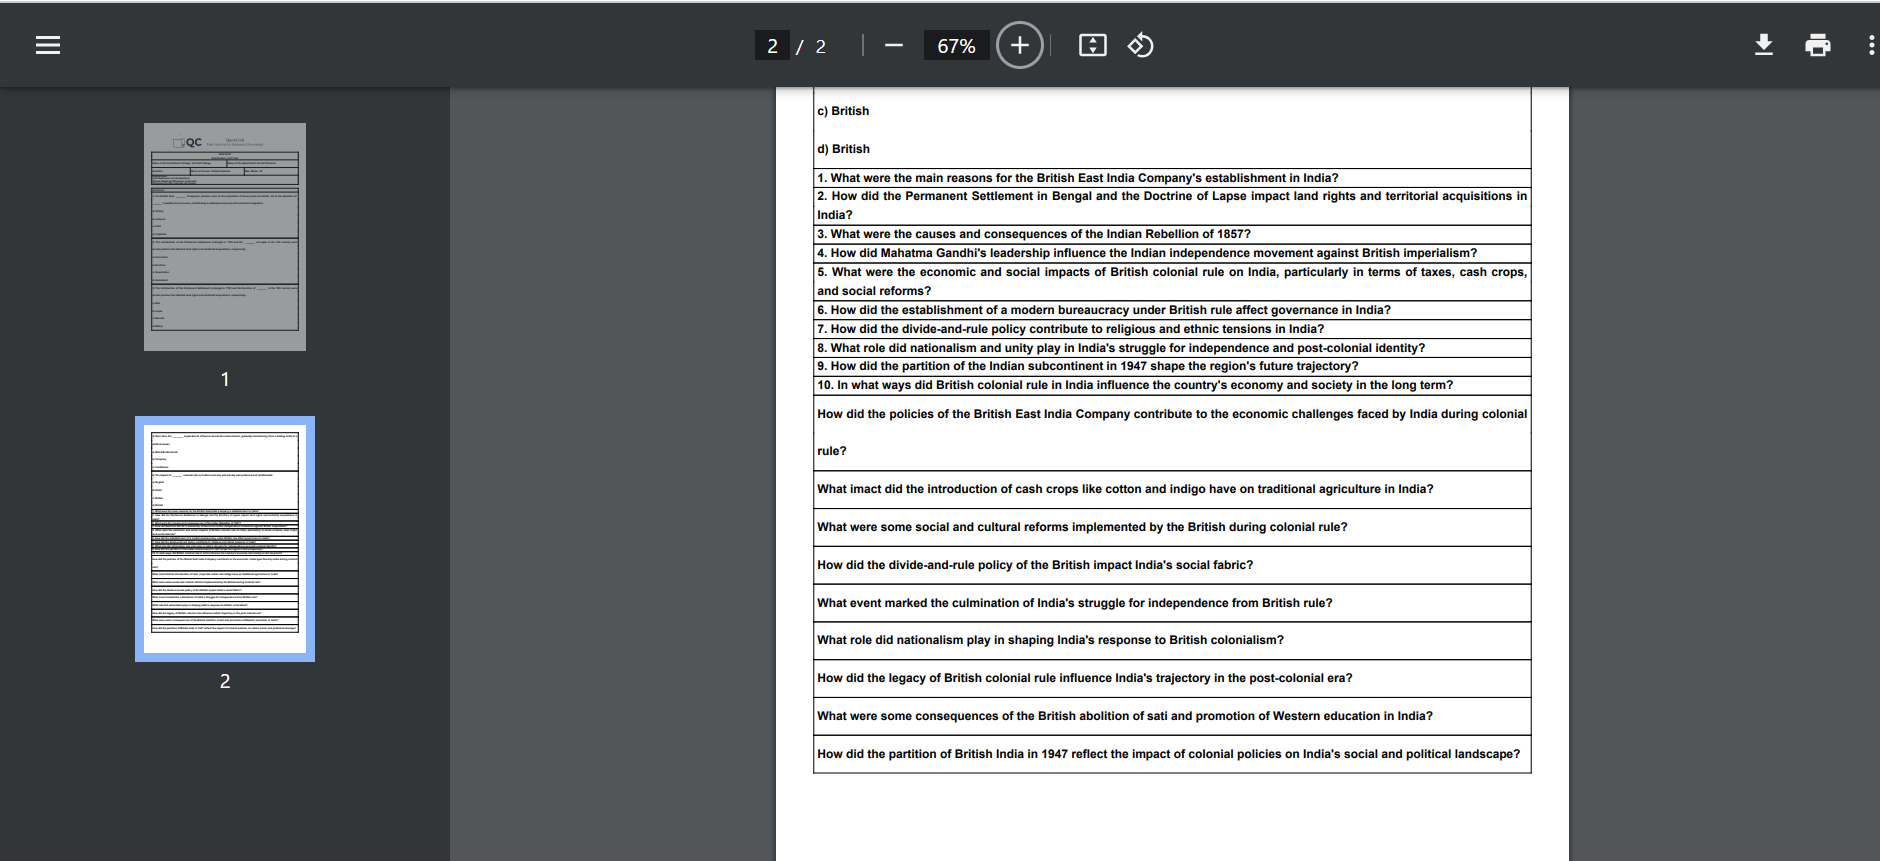 2 / 2
67%
QC
1
2
c) British
d) British
1. What were the main reasons for the British East India Company's establishment in India?
2. How did the Permanent Settlement in Bengal and the Doctrine of Lapse impact land rights and territorial acquisitions in
India?
3. What were the causes and consequences of the Indian Rebellion of 1857?
4. How did Mahatma Gandhi's leadership influence the Indian independence movement against British imperialism?
5. What were the economic and social impacts of British colonial rule on India, particularly in terms of taxes, cash crops,
and social reforms?
6. How did the establishment of a modern bureaucracy under British rule affect governance in India?
7. How did the divide-and-rule policy contribute to religious and ethnic tensions in India?
8. What role did nationalism and unity play in India's struggle for independence and post-colonial identity?
9. How did the partition of the Indian subcontinent in 1947 shape the region's future trajectory?
10. In what ways did British colonial rule in India influence the country's economy and society in the long term?
How did the policies of the British East India Company contribute to the economic challenges faced by India during colonial
rule?
What imact did the introduction of cash crops like cotton and indigo have on traditional agriculture in India?
What were some social and cultural reforms implemented by the British during colonial rule?
How did the divide-and-rule policy of the British impact India's social fabric?
What event marked the culmination of India's struggle for independence from British rule?
What role did nationalism play in shaping India's response to British colonialism?
How did the legacy of British colonial rule influence India's trajectory in the post-colonial era?
What were some consequences of the British abolition of sati and promotion of Western education in India?
How did the partition of British India in 1947 reflect the impact of colonial policies on India's social and political landscape?